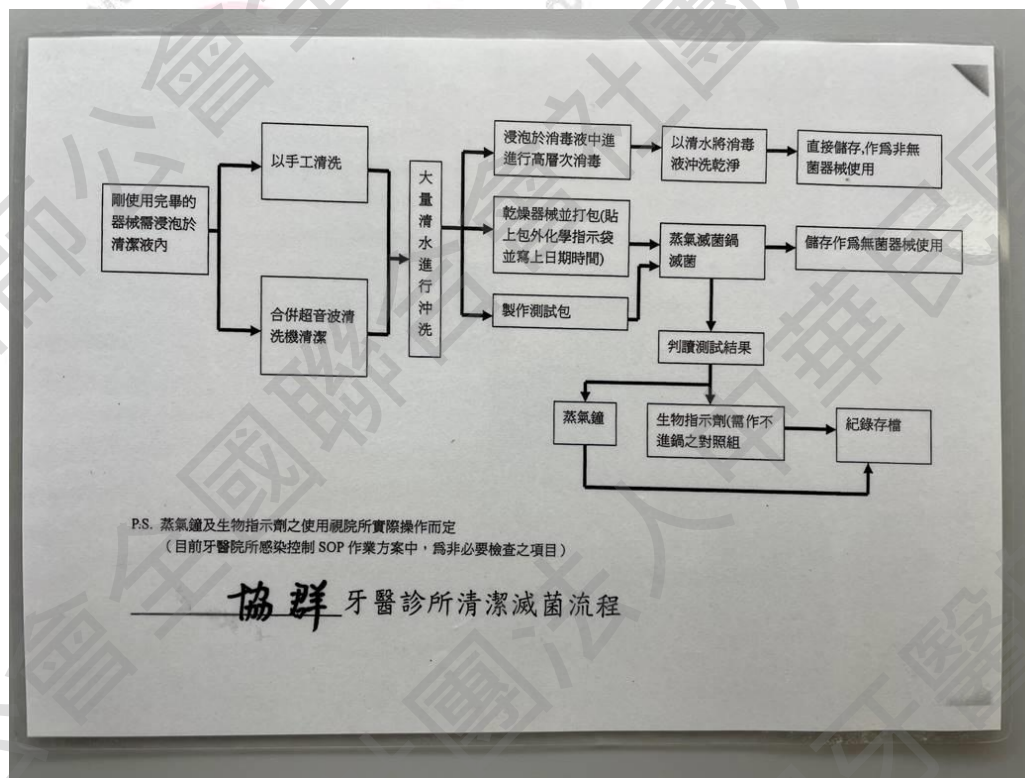 剛使用完畢的
器械需浸泡於
清潔液內
以手工清洗
合併超音波清
洗機清潔
大量清水進行沖洗
浸泡於消毒液中進
進行高層次消毒
以清水將消毒
液沖洗乾淨
直接儲存,作為非無
菌器械使用
乾燥器械並打包(貼
上包外化學指示袋
並寫上日期時間)
製作測試包
蒸氣滅菌鍋
滅菌
儲存作為無菌器械使用
判讀測試結果
蒸氣鐘
生物指示劑(需作不
進鍋之對照組
紀錄存檔
P.S. 蒸氣鐘及生物指示劑之使用視院所實際操作而定
(目前牙醫院所感染控制 SOP 作業方案中,為非必要檢查之項目)
協群牙醫診所清潔滅菌流程